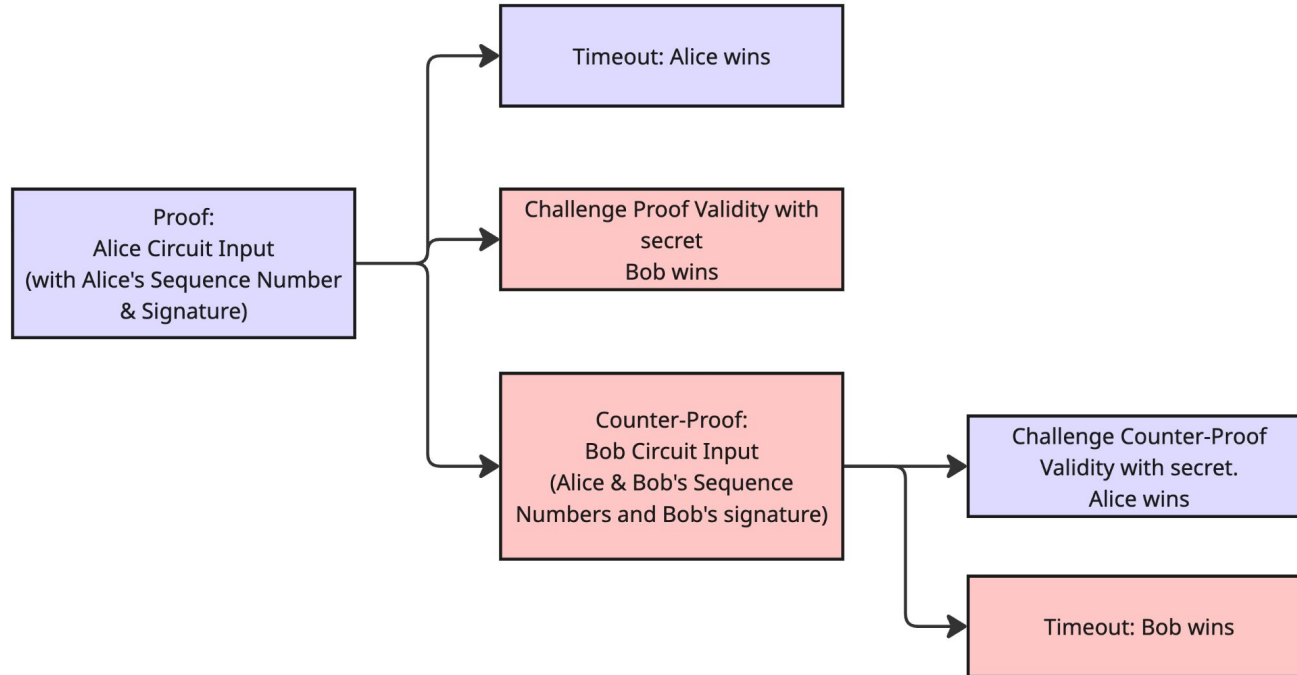 Timeout: Alice wins
Proof:
Alice Circuit Input
(with Alice's Sequence Number
& Signature)
Challenge Proof Validity with
secret
Bob wins
Counter-Proof:
Bob Circuit Input
(Alice & Bob's Sequence
Numbers and Bob's signature)
Challenge Counter-Proof
Validity with secret.
Alice wins
Timeout: Bob wins